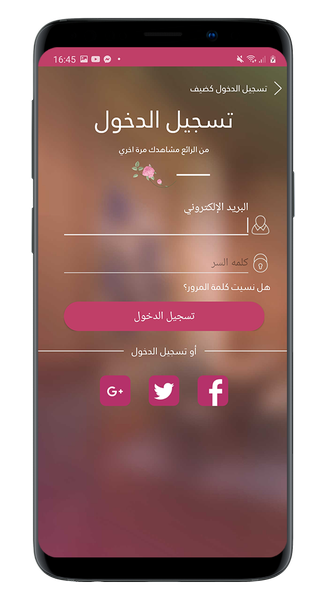 16:45
تسجيل الدخول كضيف
تسجيل الدخول
من الرائع مشاهدتك مرة اخري
البريد الإلكتروني
كلمه السر
هل نسيت كلمة المرور؟
تسجيل الدخول
أو تسجيل الدخول
G+